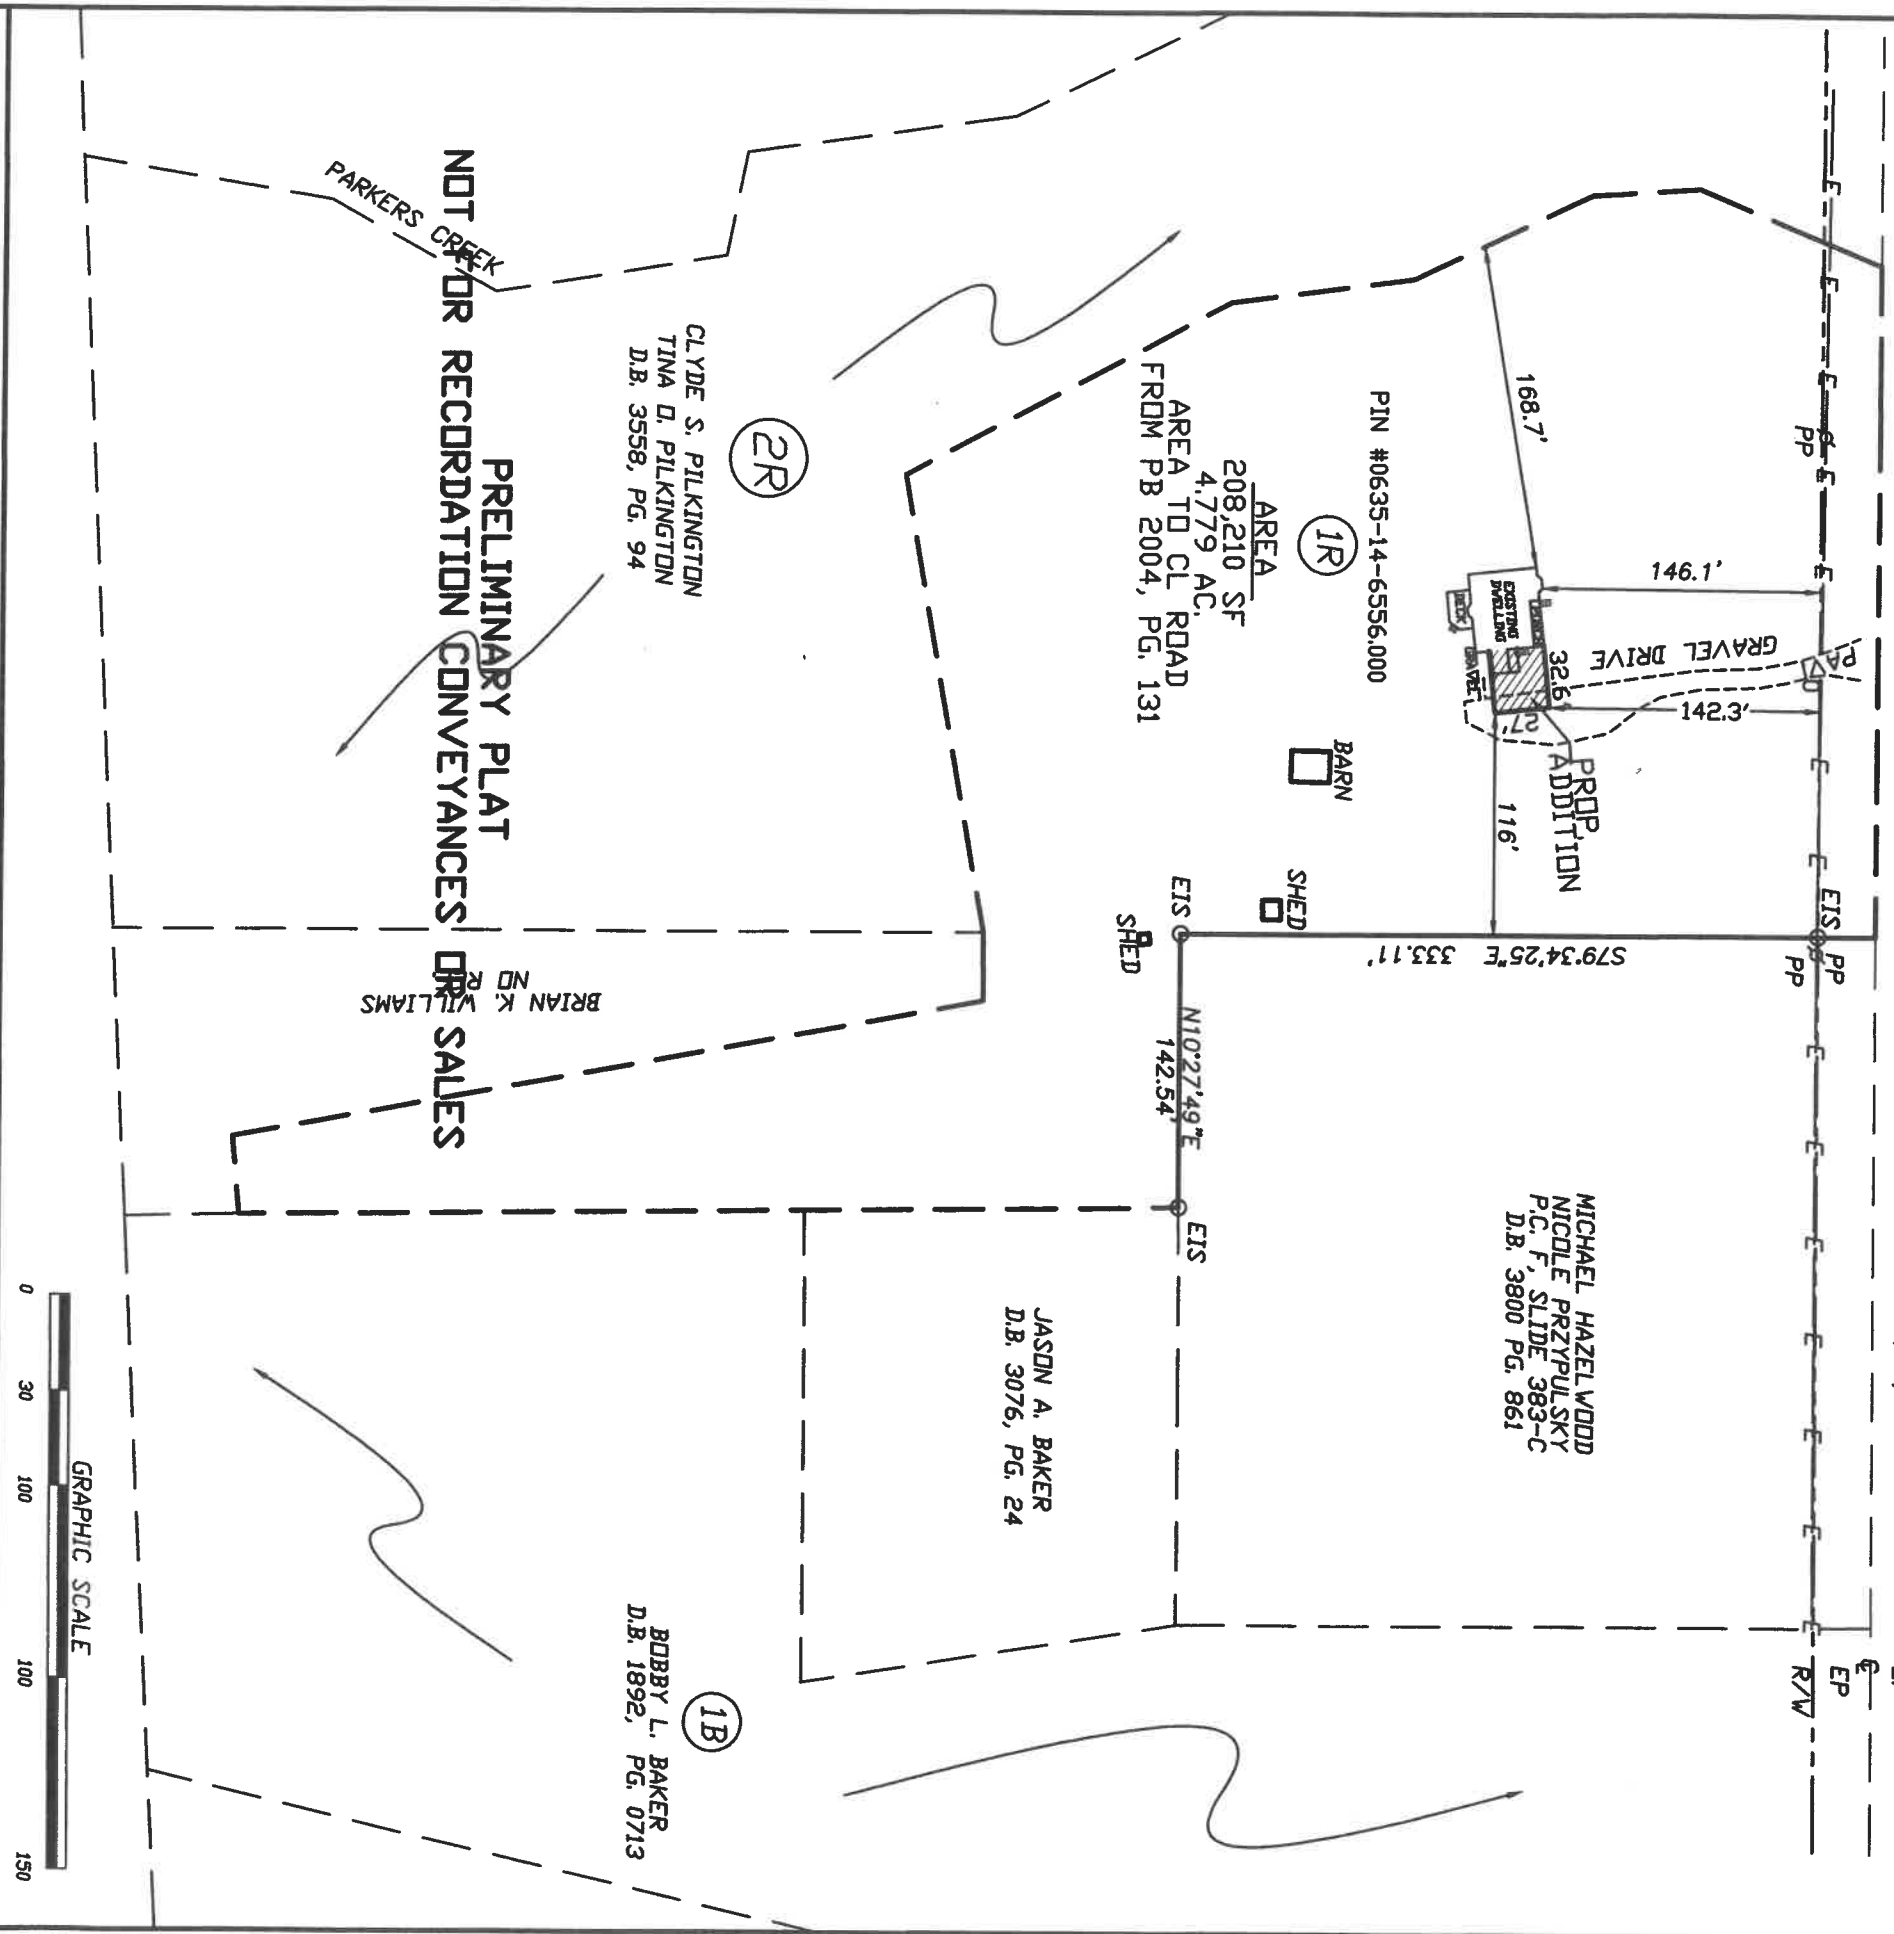 PP
E E E E E E
168.7'
146.1'
PIN #0635-14-6556.000
1R
AREA
208,210 SF
4.779 AC.
AREA TO CL ROAD
FROM PB 2004, PG. 131
EXISTING
DWELLING
DECK
GRAVEL
GRAVEL DRIVE
32.6'
27'
142.3'
PROP.
ADDITION
116'
BARN
SHED
SHED
EIS
EIS
EIS
PP
PP
S79°34'25"E 333.11'
N10°27'49"E
142.54'
MICHAEL HAZELWOOD
NICOLE PRZYPULSKY
P.C. F, SLIDE 383-C
D.B. 3800 PG. 861
E E E E E E E E E
EP
R/W
JASON A. BAKER
D.B. 3076, PG. 24
1B
BOBBY L. BAKER
D.B. 1892, PG. 0713
2R
CLYDE S. PILKINGTON
TINA O. PILKINGTON
D.B. 3558, PG. 94
PARKERS CREEK
BRIAN K. WILLIAMS
NO R
PRELIMINARY PLAT
NOT FOR RECORDATION CONVEYANCES OR SALES
GRAPHIC SCALE
0 30 100 100 150